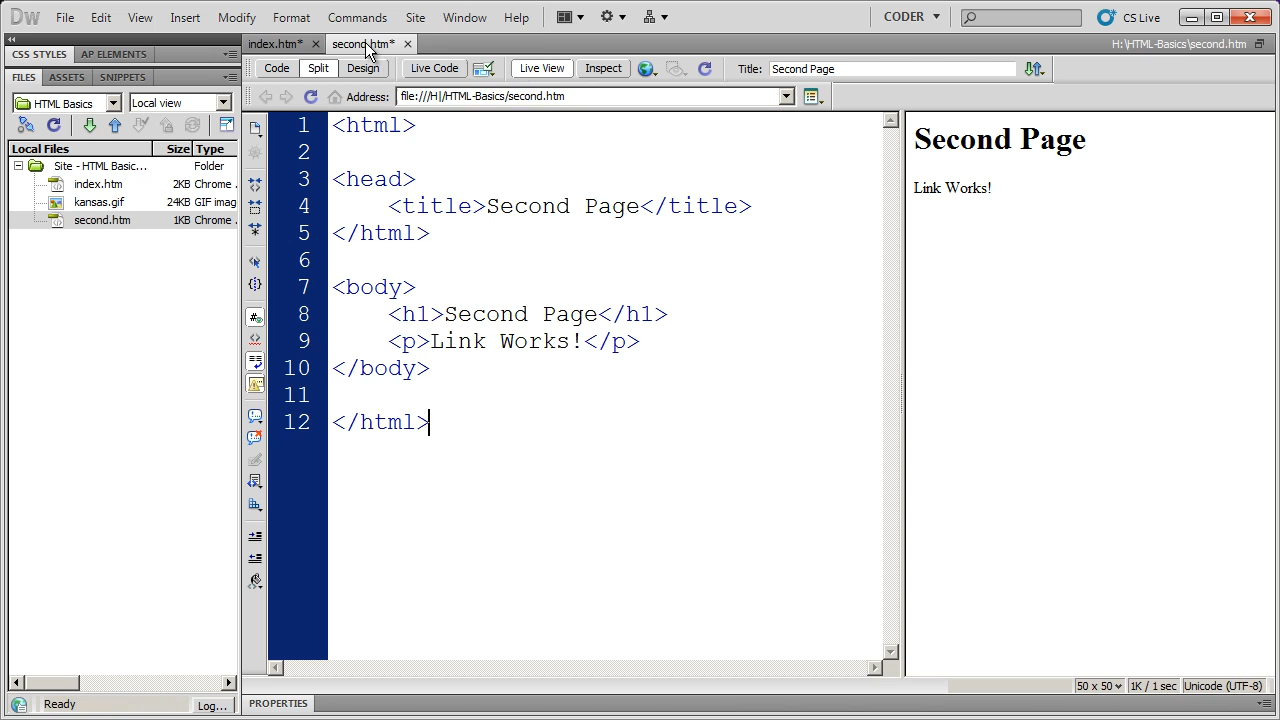 Dw File Edit View Insert Modify Format Commands Site Window Help CODER CS Live
index.htm* second.htm* H:\HTML-Basics\second.htm
CSS STYLES AP ELEMENTS
Code Split Design Live Code Live View Inspect Title: Second Page
FILES ASSETS SNIPPETS
Address: file:///H|/HTML-Basics/second.htm
HTML Basics Local view
Local Files Size Type
Site - HTML Basic... Folder
index.htm 2KB Chrome .
kansas.gif 24KB GIF imag
second.htm 1KB Chrome .
1 <html>
2
3 <head>
4 <title>Second Page</title>
5 </html>
6
7 <body>
8 <h1>Second Page</h1>
9 <p>Link Works!</p>
10 </body>
11
12 </html>
Second Page
Link Works!
50 x 50 1K / 1 sec Unicode (UTF-8)
Ready Log...
PROPERTIES